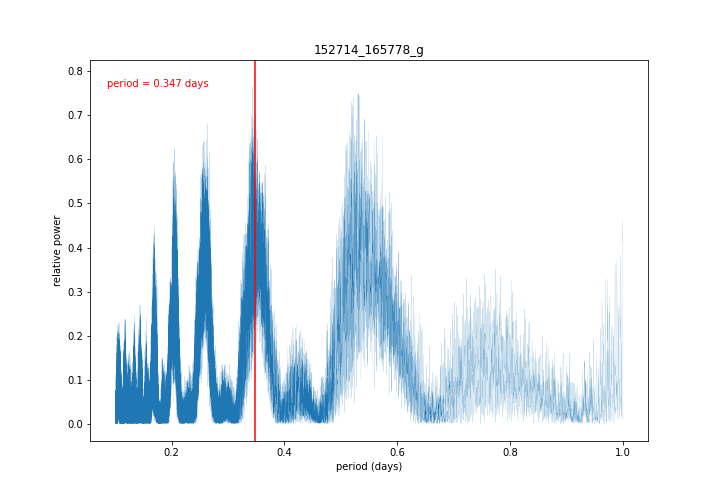 152714_165778_g
period = 0.347 days
relative power
0.8
0.7
0.6
0.5
0.4
0.3
0.2
0.1
0.0
0.2 0.4 0.6 0.8 1.0
period (days)